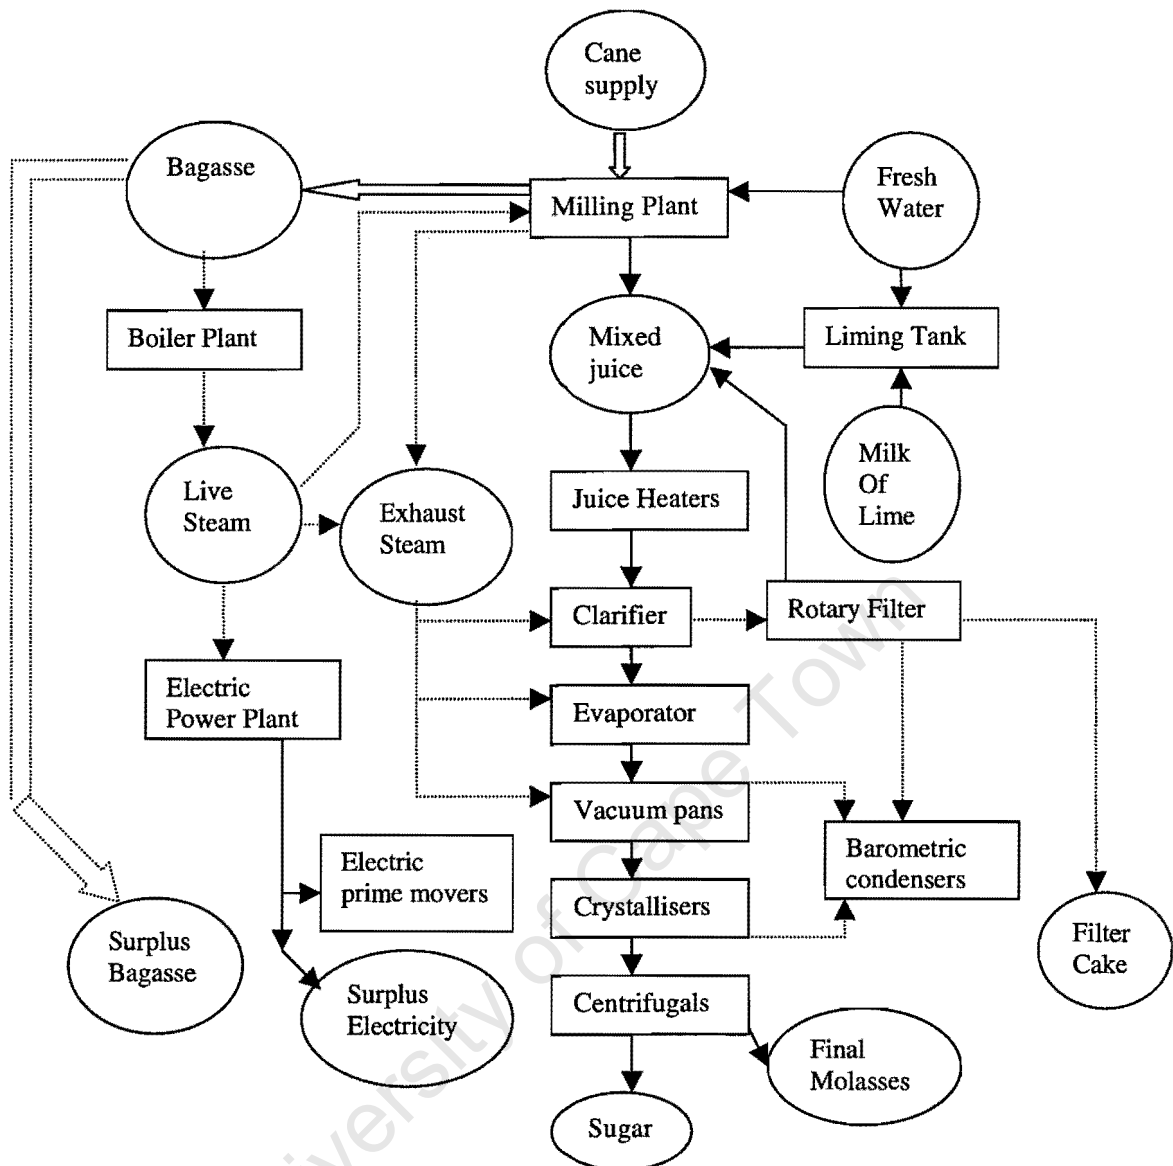 Cane
supply
Bagasse
Milling Plant
Fresh
Water
Boiler Plant
Mixed
juice
Liming Tank
Live
Steam
Exhaust
Steam
Juice Heaters
Milk
Of
Lime
Clarifier
Rotary Filter
Electric
Power Plant
Evaporator
Vacuum pans
Electric
prime movers
Barometric
condensers
Crystallisers
Surplus
Bagasse
Filter
Cake
Surplus
Electricity
Centrifugals
Final
Molasses
Sugar
versity of Cape Town